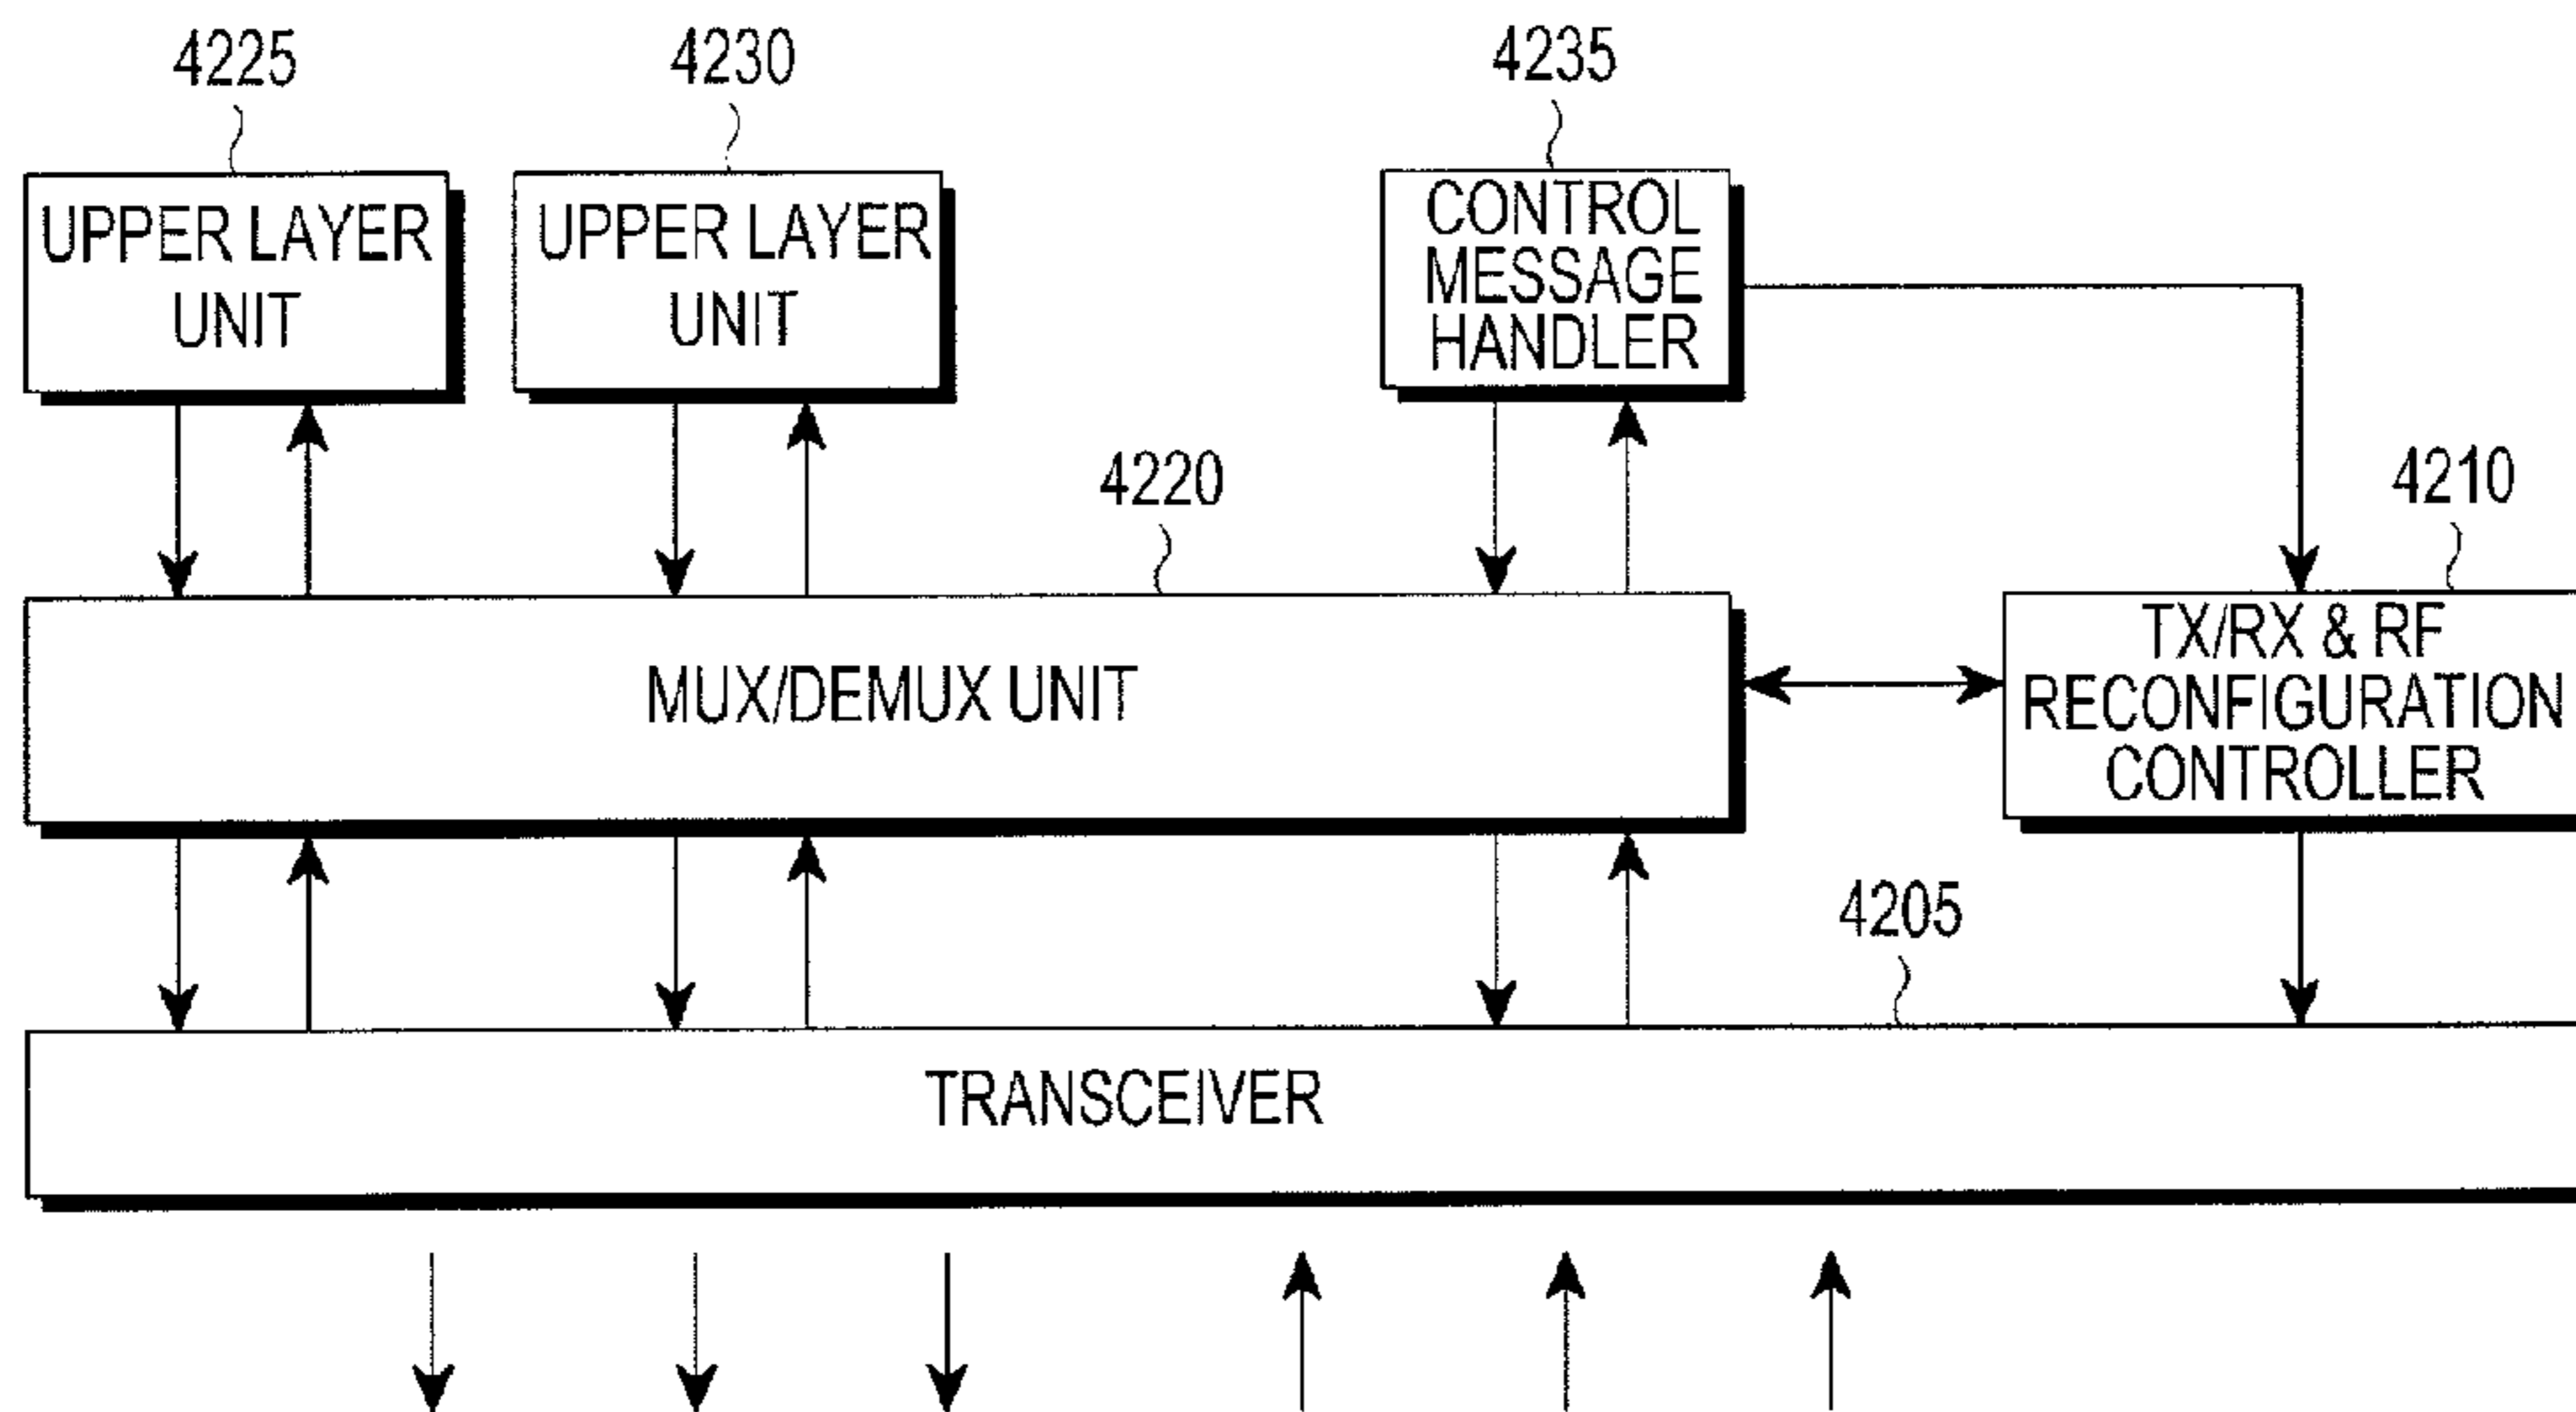 4225
4230
4235
UPPER LAYER
UNIT
UPPER LAYER
UNIT
CONTROL
MESSAGE
HANDLER
4220
4210
MUX/DEMUX UNIT
TX/RX & RF
RECONFIGURATION
CONTROLLER
4205
TRANSCEIVER